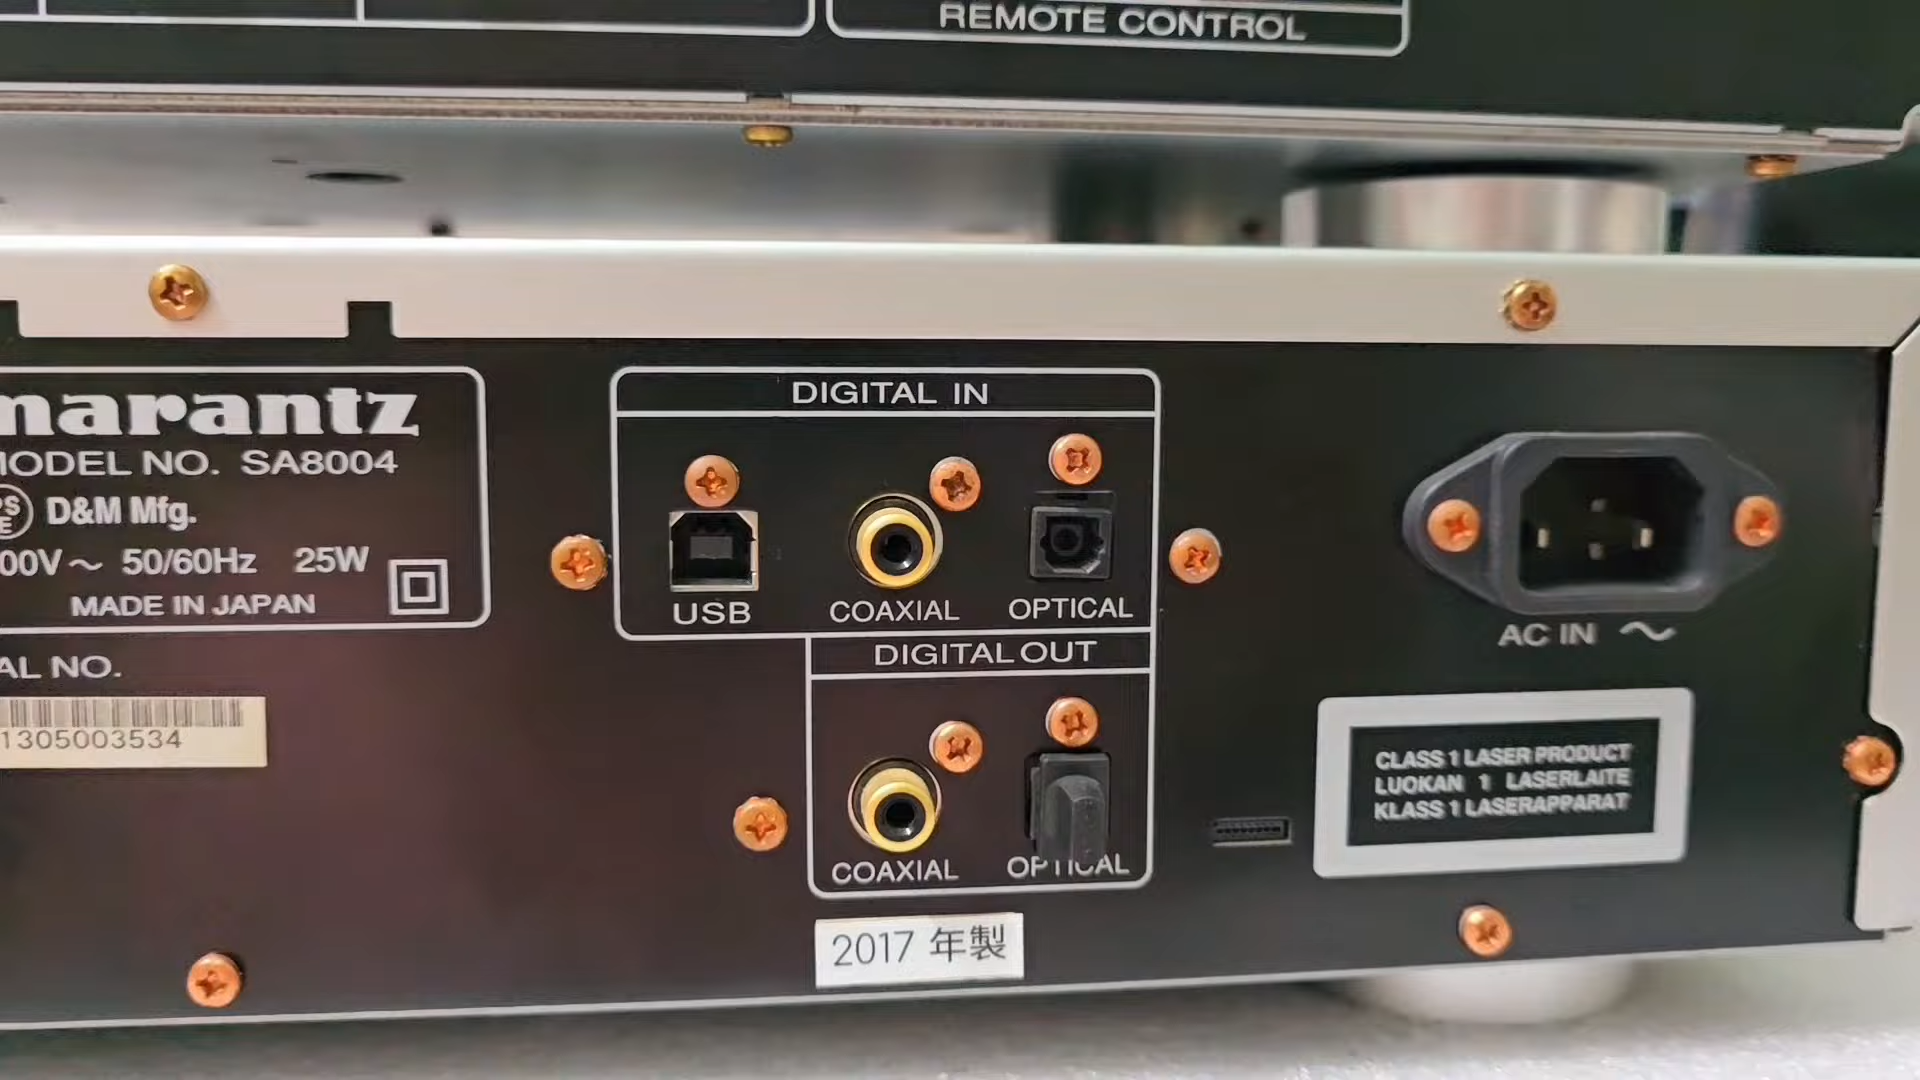 REMOTE CONTROL
marantz
MODEL NO. SA8004
PS
E
D&M Mfg.
00V～ 50/60Hz 25W
MADE IN JAPAN
AL NO.
1305003534
DIGITAL IN
USB
COAXIAL
OPTICAL
DIGITAL OUT
COAXIAL
OPTICAL
2017 年製
AC IN ～
CLASS 1 LASER PRODUCT
LUOKAN 1 LASERLAITE
KLASS 1 LASERAPPARAT